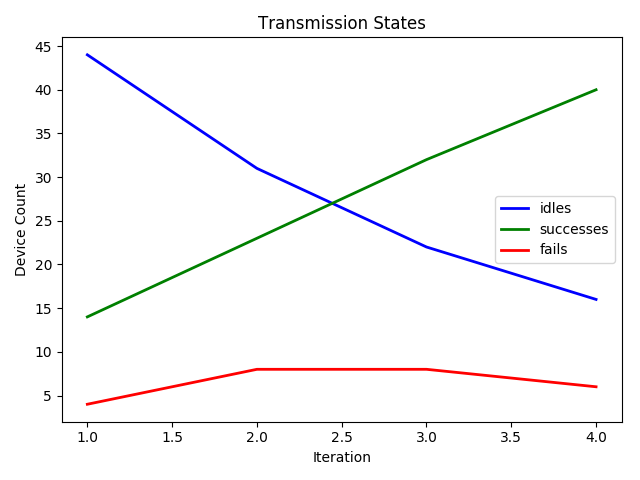 Transmission States
45
40
35
30
25
20
15
10
5
Device Count
idles
successes
fails
1.0 1.5 2.0 2.5 3.0 3.5 4.0
Iteration